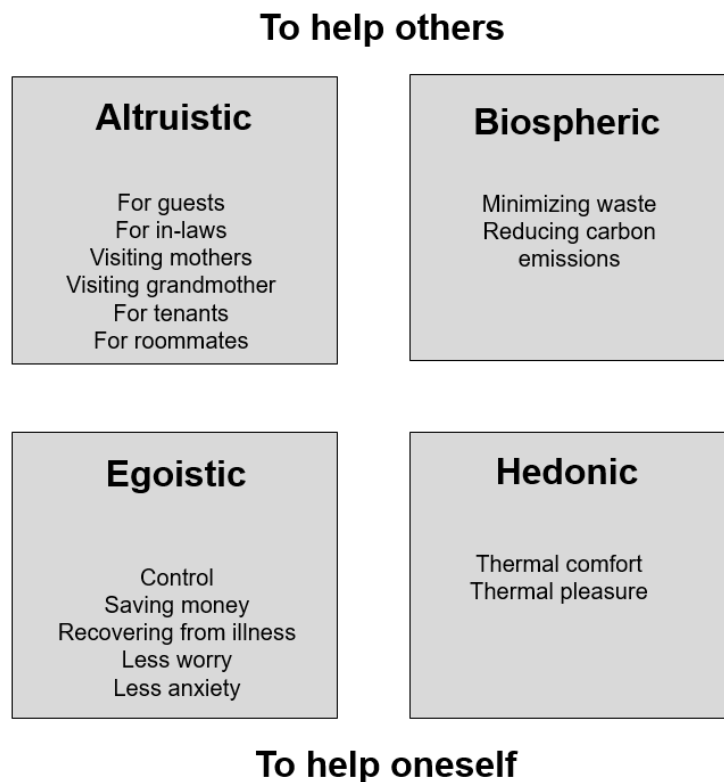 To help others
Altruistic
For guests
For in-laws
Visiting mothers
Visiting grandmother
For tenants
For roommates
Biospheric
Minimizing waste
Reducing carbon
emissions
Egoistic
Control
Saving money
Recovering from illness
Less worry
Less anxiety
Hedonic
Thermal comfort
Thermal pleasure
To help oneself